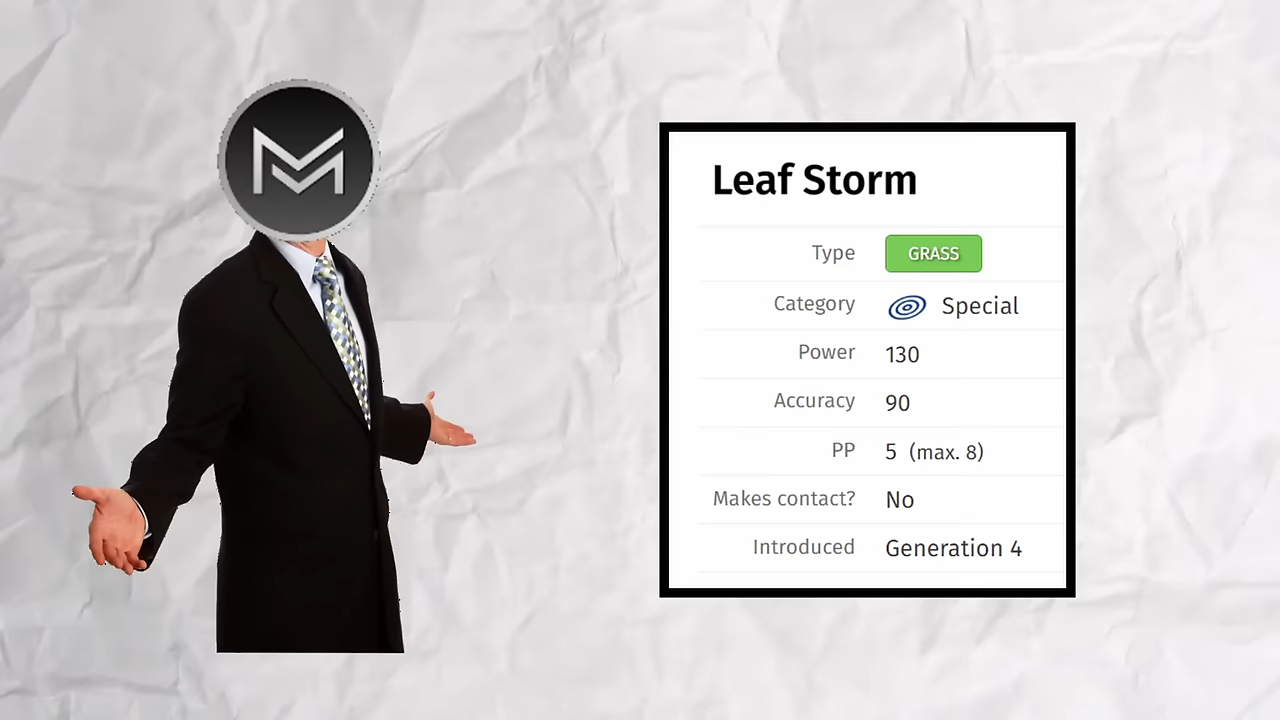 M
Leaf Storm
Type GRASS
Category Special
Power 130
Accuracy 90
PP 5 (max. 8)
Makes contact? No
Introduced Generation 4